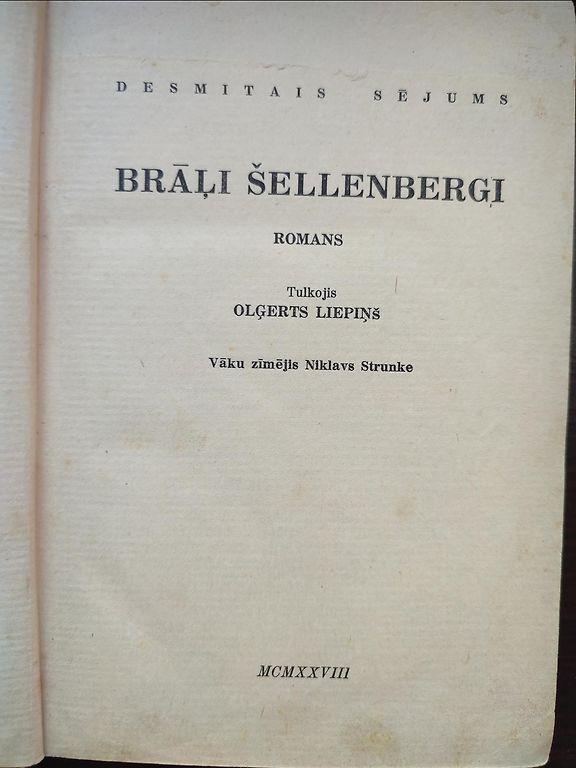 DESMITAIS SĒJUMS
BRĀĻI ŠELLENBERGI
ROMANS
Tulkojis
OLĢERTS LIEPIŅŠ
Vāku zīmējis Niklavs Strunke
MCMXXVIII